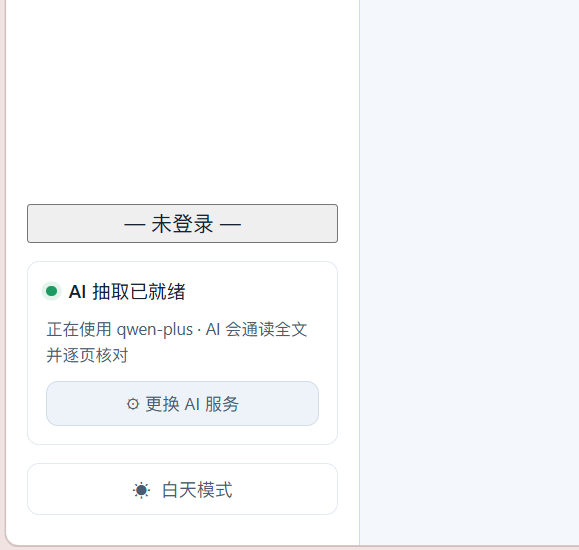 — 未登录 —
AI 抽取已就绪
正在使用 qwen-plus · AI 会通读全文
并逐页核对
更换 AI 服务
白天模式